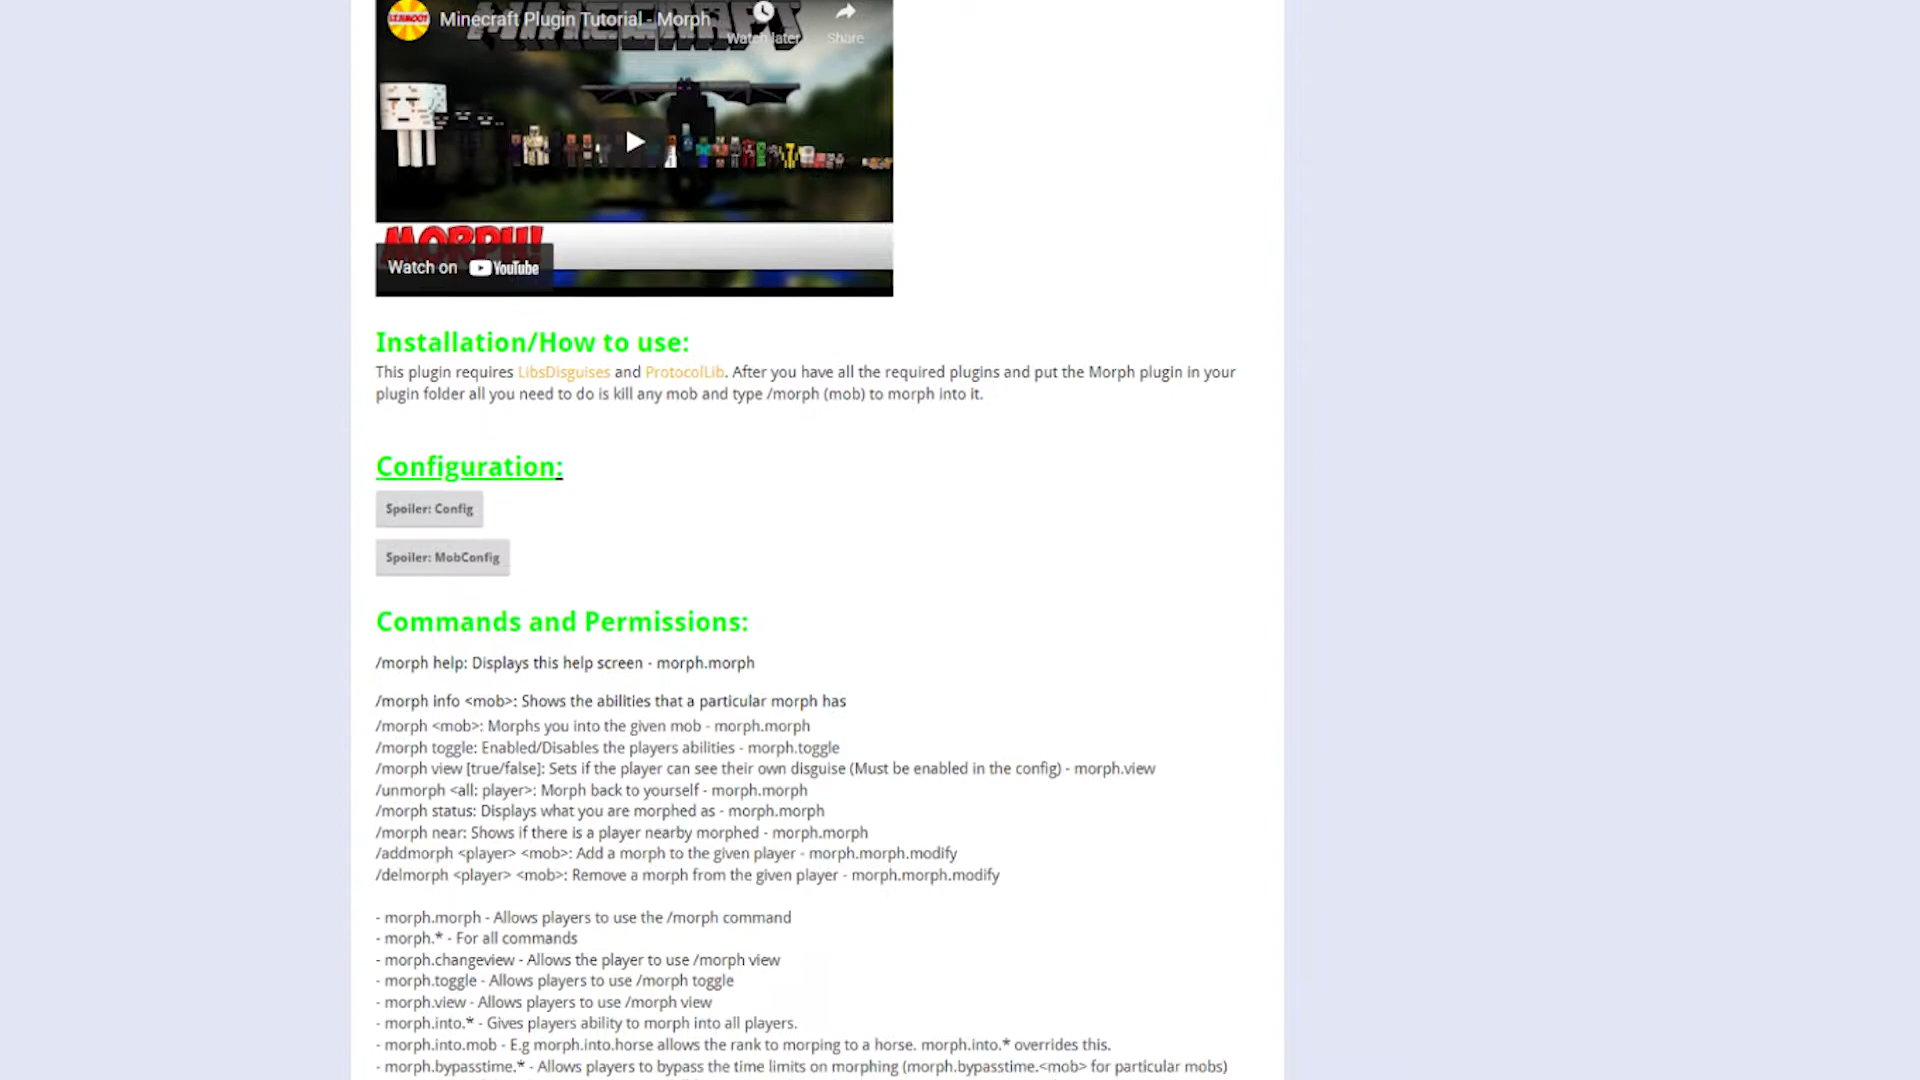 LEJLMOOT
Minecraft Plugin Tutorial - Morph
Watch later
Share
MINECRAFT
MORPH!
Watch on YouTube
Installation/How to use:
This plugin requires LibsDisguises and ProtocolLib. After you have all the required plugins and put the Morph plugin in your
plugin folder all you need to do is kill any mob and type /morph (mob) to morph into it.
Configuration:
Spoiler: Config
Spoiler: MobConfig
Commands and Permissions:
/morph help: Displays this help screen - morph.morph
/morph info <mob>: Shows the abilities that a particular morph has
/morph <mob>: Morphs you into the given mob - morph.morph
/morph toggle: Enabled/Disables the players abilities - morph.toggle
/morph view [true/false]: Sets if the player can see their own disguise (Must be enabled in the config) - morph.view
/unmorph <all: player>: Morph back to yourself - morph.morph
/morph status: Displays what you are morphed as - morph.morph
/morph near: Shows if there is a player nearby morphed - morph.morph
/addmorph <player> <mob>: Add a morph to the given player - morph.morph.modify
/delmorph <player> <mob>: Remove a morph from the given player - morph.morph.modify
- morph.morph - Allows players to use the /morph command
- morph.* - For all commands
- morph.changeview - Allows the player to use /morph view
- morph.toggle - Allows players to use /morph toggle
- morph.view - Allows players to use /morph view
- morph.into.* - Gives players ability to morph into all players.
- morph.into.mob - E.g morph.into.horse allows the rank to morping to a horse. morph.into.* overrides this.
- morph.bypasstime.* - Allows players to bypass the time limits on morphing (morph.bypasstime.<mob> for particular mobs)